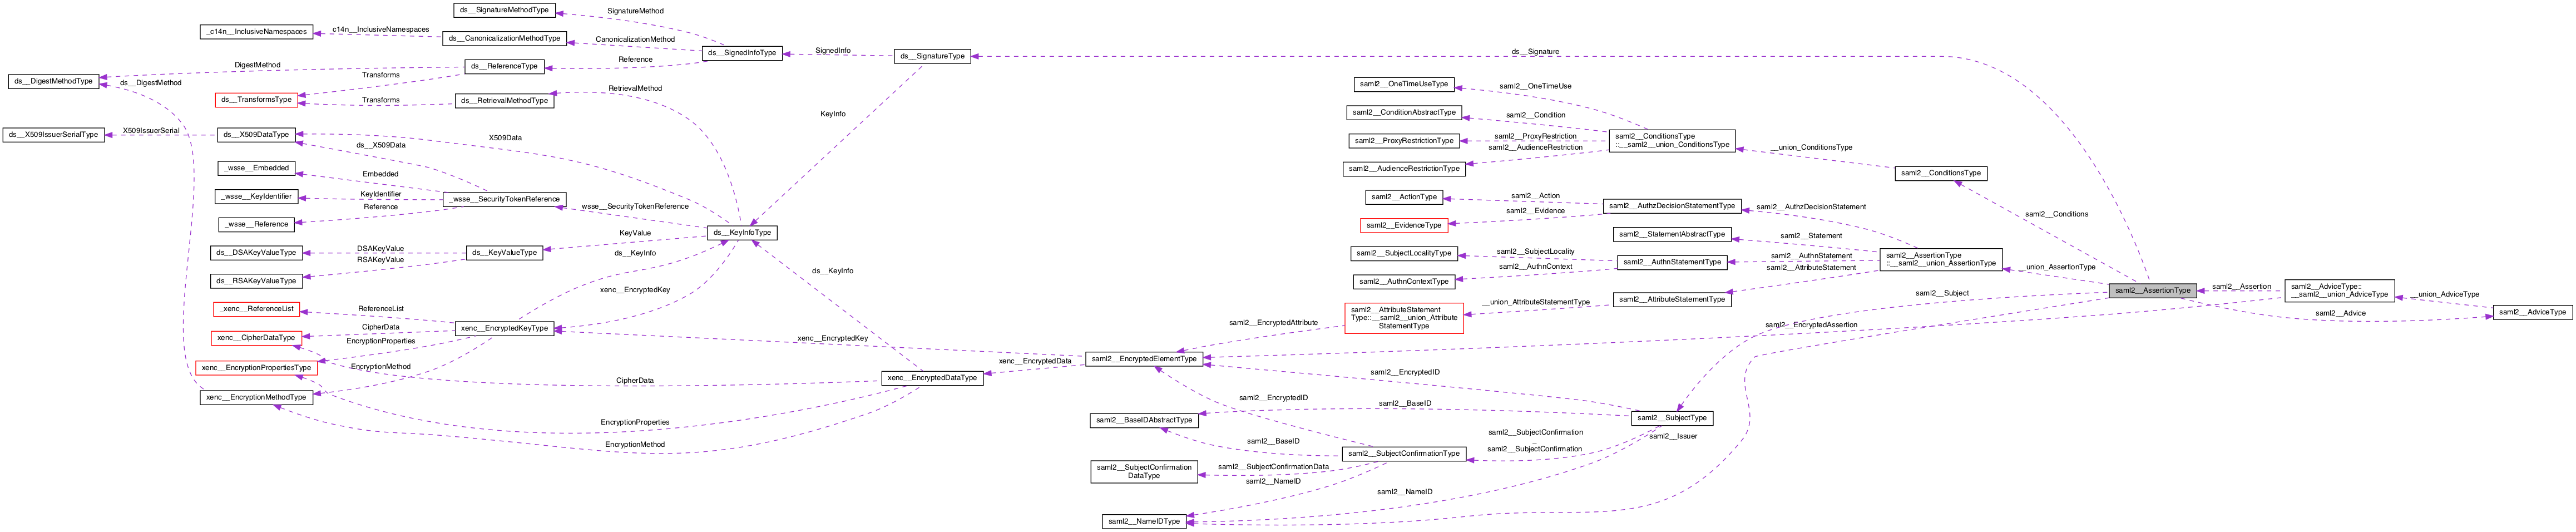 ds__SignatureMethodType
SignatureMethod
_c14n__InclusiveNamespaces
c14n__InclusiveNamespaces
ds__CanonicalizationMethodType
CanonicalizationMethod
ds__SignedInfoType
SignedInfo
ds__SignatureType
ds__Signature
ds__DigestMethodType
DigestMethod
ds__DigestMethod
ds__ReferenceType
Reference
Transforms
ds__TransformsType
Transforms
ds__RetrievalMethodType
RetrievalMethod
KeyInfo
ds__X509IssuerSerialType
X509IssuerSerial
ds__X509DataType
X509Data
ds__X509Data
_wsse__Embedded
Embedded
_wsse__KeyIdentifier
KeyIdentifier
_wsse__SecurityTokenReference
wsse__SecurityTokenReference
_wsse__Reference
Reference
ds__KeyInfoType
ds__DSAKeyValueType
DSAKeyValue
ds__KeyValueType
KeyValue
ds__RSAKeyValueType
RSAKeyValue
ds__KeyInfo
ds__KeyInfo
xenc__EncryptedKey
_xenc__ReferenceList
ReferenceList
xenc__EncryptedKeyType
xenc__CipherDataType
CipherData
xenc__EncryptionPropertiesType
EncryptionProperties
xenc__EncryptionMethodType
EncryptionMethod
CipherData
EncryptionProperties
EncryptionMethod
xenc__EncryptedKey
xenc__EncryptedDataType
xenc__EncryptedData
saml2__OneTimeUseType
saml2__OneTimeUse
saml2__ConditionAbstractType
saml2__Condition
saml2__ProxyRestrictionType
saml2__ProxyRestriction
saml2__AudienceRestrictionType
saml2__AudienceRestriction
saml2__ConditionsType
::__saml2__union_ConditionsType
__union_ConditionsType
saml2__ConditionsType
saml2__Conditions
saml2__ActionType
saml2__Action
saml2__EvidenceType
saml2__Evidence
saml2__AuthzDecisionStatementType
saml2__AuthzDecisionStatement
saml2__StatementAbstractType
saml2__Statement
saml2__SubjectLocalityType
saml2__SubjectLocality
saml2__AuthnStatementType
saml2__AuthnStatement
saml2__AuthnContextType
saml2__AuthnContext
saml2__AttributeStatement
saml2__AttributeStatementType
saml2__AssertionType
::__saml2__union_AssertionType
__union_AssertionType
saml2__AttributeStatement
Type::__saml2__union_Attribute
StatementType
__union_AttributeStatementType
saml2__EncryptedAttribute
saml2__AssertionType
saml2__Assertion
saml2__AdviceType::
__saml2__union_AdviceType
__union_AdviceType
saml2__AdviceType
saml2__Advice
saml2__Subject
saml2__EncryptedAssertion
saml2__EncryptedElementType
saml2__EncryptedID
saml2__EncryptedID
saml2__BaseIDAbstractType
saml2__BaseID
saml2__SubjectType
saml2__BaseID
saml2__SubjectConfirmation
saml2__SubjectConfirmation
saml2__Issuer
saml2__SubjectConfirmationType
saml2__SubjectConfirmation
DataType
saml2__SubjectConfirmationData
saml2__NameID
saml2__NameID
saml2__NameIDType